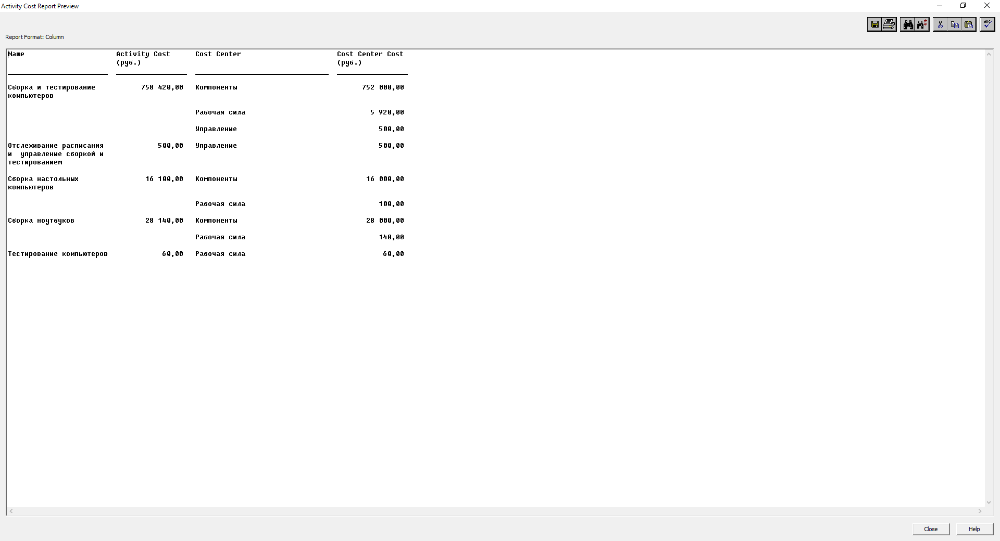 Activity Cost Report Preview
ABC
Report Format: Column
Name Activity Cost Cost Center Cost Center Cost
(руб.) (руб.)
Сборка и тестирование 758 420,00 Компоненты 752 000,00
компьютеров
Рабочая сила 5 920,00
Управление 500,00
Отслеживание расписания 500,00 Управление 500,00
и управление сборкой и
тестированием
Сборка настольных 16 100,00 Компоненты 16 000,00
компьютеров
Рабочая сила 100,00
Сборка ноутбуков 28 140,00 Компоненты 28 000,00
Рабочая сила 140,00
Тестирование компьютеров 60,00 Рабочая сила 60,00
Close Help